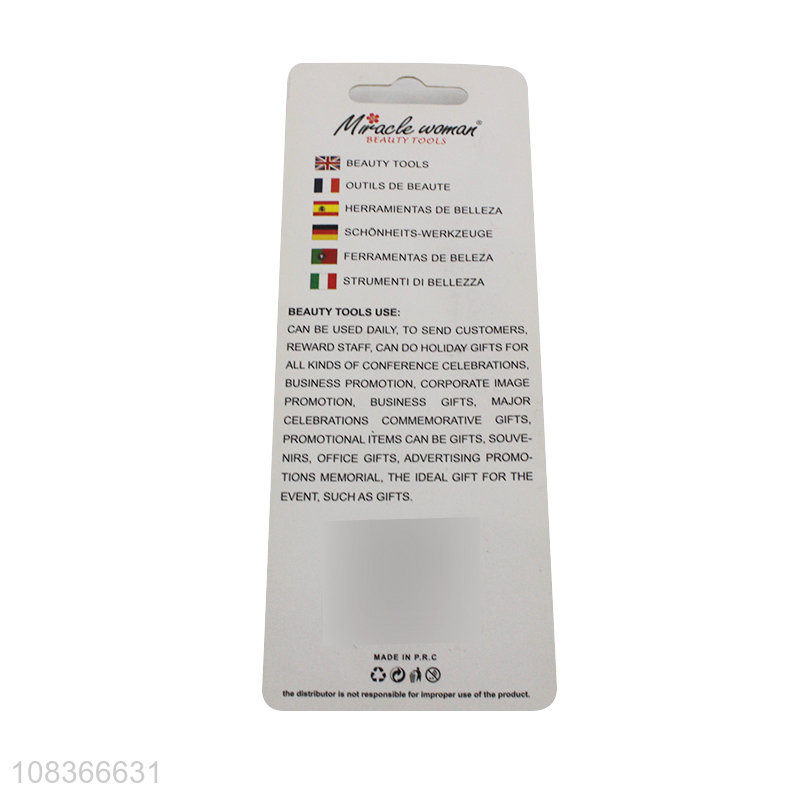 Miracle woman®
BEAUTY TOOLS
BEAUTY TOOLS
OUTILS DE BEAUTE
HERRAMIENTAS DE BELLEZA
SCHÖNHEITS-WERKZEUGE
FERRAMENTAS DE BELEZA
STRUMENTI DI BELLEZZA
BEAUTY TOOLS USE:
CAN BE USED DAILY, TO SEND CUSTOMERS,
REWARD STAFF, CAN DO HOLIDAY GIFTS FOR
ALL KINDS OF CONFERENCE CELEBRATIONS,
BUSINESS PROMOTION, CORPORATE IMAGE
PROMOTION, BUSINESS GIFTS, MAJOR
CELEBRATIONS COMMEMORATIVE GIFTS,
PROMOTIONAL ITEMS CAN BE GIFTS, SOUVE-
NIRS, OFFICE GIFTS, ADVERTISING PROMO-
TIONS MEMORIAL, THE IDEAL GIFT FOR THE
EVENT, SUCH AS GIFTS.
MADE IN P.R.C
the distributor is not responsible for improper use of the product.
108366631